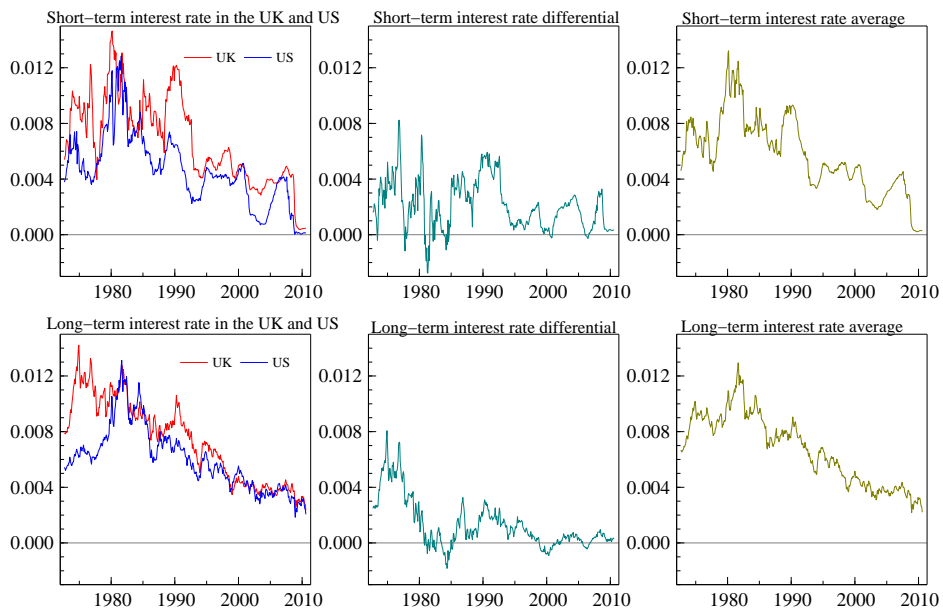 Short−term interest rate in the UK and US
Short−term interest rate differential
Short−term interest rate average
UK
US
0.012
0.008
0.004
0.000
1980 1990 2000 2010
0.012
0.008
0.004
0.000
1980 1990 2000 2010
0.012
0.008
0.004
0.000
1980 1990 2000 2010
Long−term interest rate in the UK and US
Long−term interest rate differential
Long−term interest rate average
UK
US
0.012
0.008
0.004
0.000
1980 1990 2000 2010
0.012
0.008
0.004
0.000
1980 1990 2000 2010
0.012
0.008
0.004
0.000
1980 1990 2000 2010